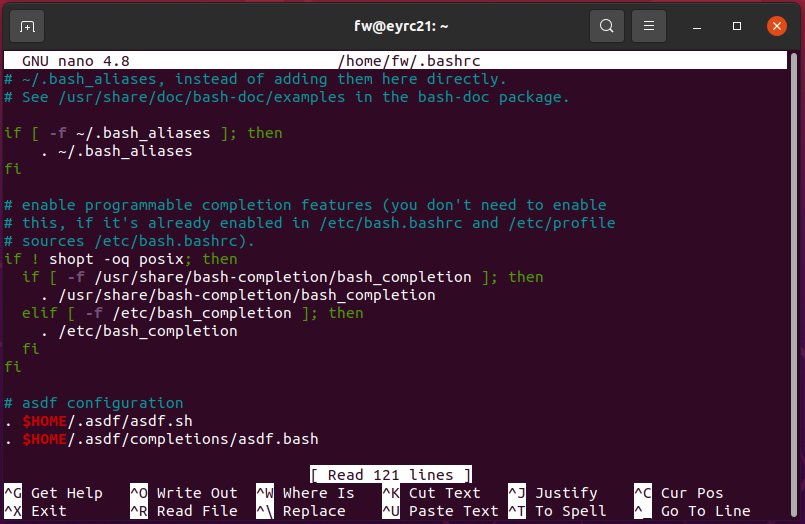 fw@eyrc21: ~
GNU nano 4.8 /home/fw/.bashrc
# ~/.bash_aliases, instead of adding them here directly.
# See /usr/share/doc/bash-doc/examples in the bash-doc package.
if [ -f ~/.bash_aliases ]; then
    . ~/.bash_aliases
fi
# enable programmable completion features (you don't need to enable
# this, if it's already enabled in /etc/bash.bashrc and /etc/profile
# sources /etc/bash.bashrc).
if ! shopt -oq posix; then
  if [ -f /usr/share/bash-completion/bash_completion ]; then
    . /usr/share/bash-completion/bash_completion
  elif [ -f /etc/bash_completion ]; then
    . /etc/bash_completion
  fi
fi
# asdf configuration
. $HOME/.asdf/asdf.sh
. $HOME/.asdf/completions/asdf.bash
[ Read 121 lines ]
^G Get Help ^O Write Out ^W Where Is ^K Cut Text ^J Justify ^C Cur Pos
^X Exit ^R Read File ^\ Replace ^U Paste Text ^T To Spell ^_ Go To Line